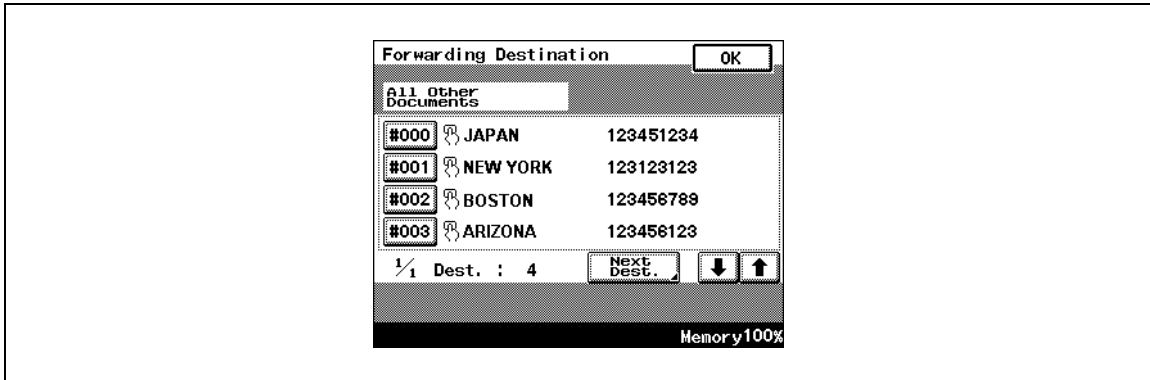 Forwarding Destination OK
All Other
Documents
#000 JAPAN 123451234
#001 NEW YORK 123123123
#002 BOSTON 123456789
#003 ARIZONA 123456123
1/1 Dest. : 4 Next
Dest.
Memory100%